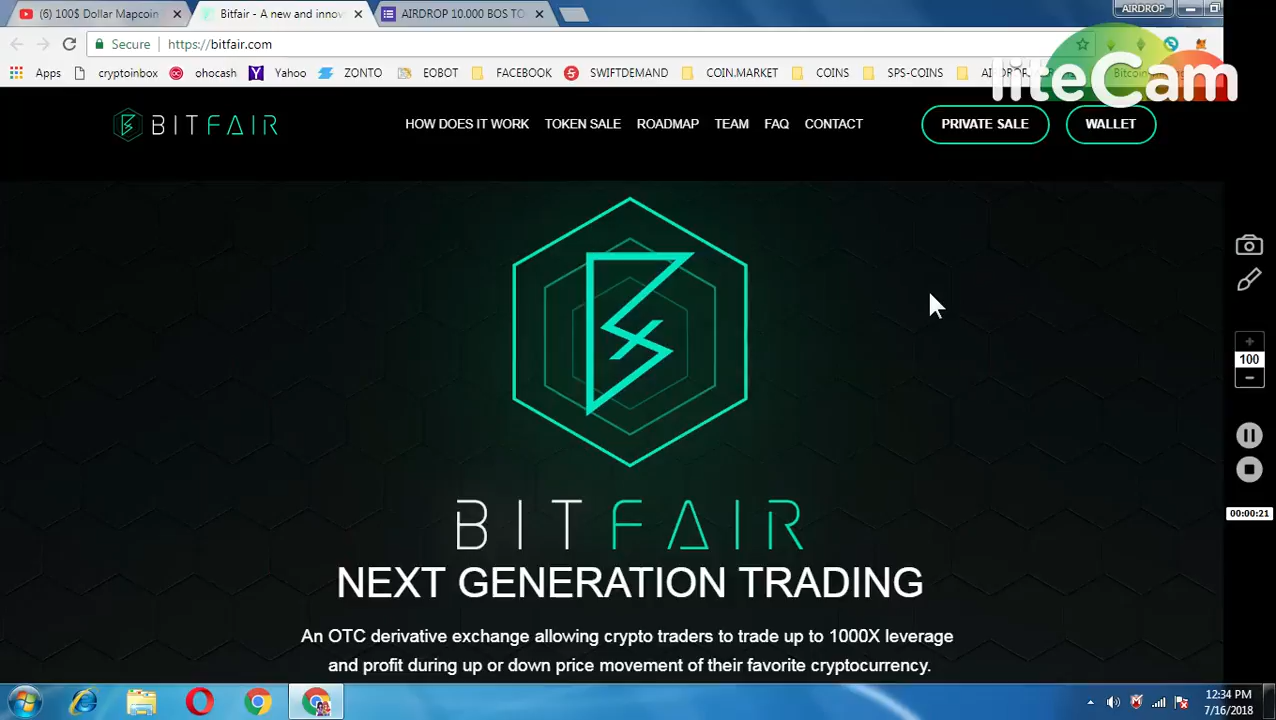 (6) 100$ Dollar Mapcoin
Bitfair - A new and innov
AIRDROP 10.000 BOS TO
AIRDROP
Secure
https://bitfair.com
Apps
cryptoinbox
ohocash
Yahoo
ZENTO
EOBOT
FACEBOOK
SWIFTDEMAND
COIN.MARKET
COINS
SPS-COINS
liteCam
BITFAIR
HOW DOES IT WORK
TOKEN SALE
ROADMAP
TEAM
FAQ
CONTACT
PRIVATE SALE
WALLET
100
00:00:21
BITFAIR
NEXT GENERATION TRADING
An OTC derivative exchange allowing crypto traders to trade up to 1000X leverage
and profit during up or down price movement of their favorite cryptocurrency.
12:34 PM
7/16/2018